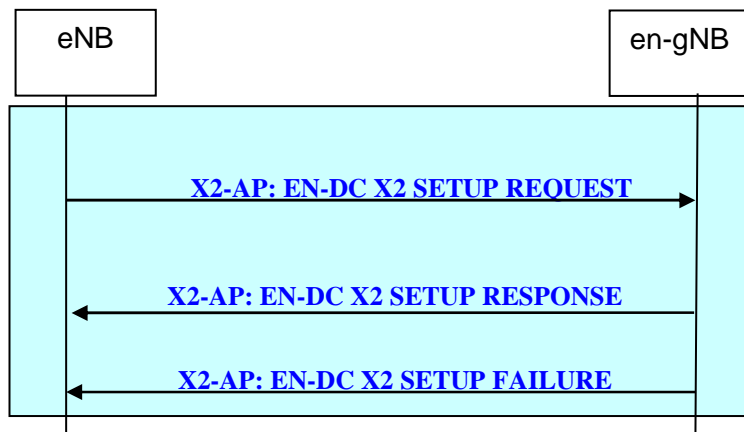 eNB
en-gNB
X2-AP: EN-DC X2 SETUP REQUEST
X2-AP: EN-DC X2 SETUP RESPONSE
X2-AP: EN-DC X2 SETUP FAILURE